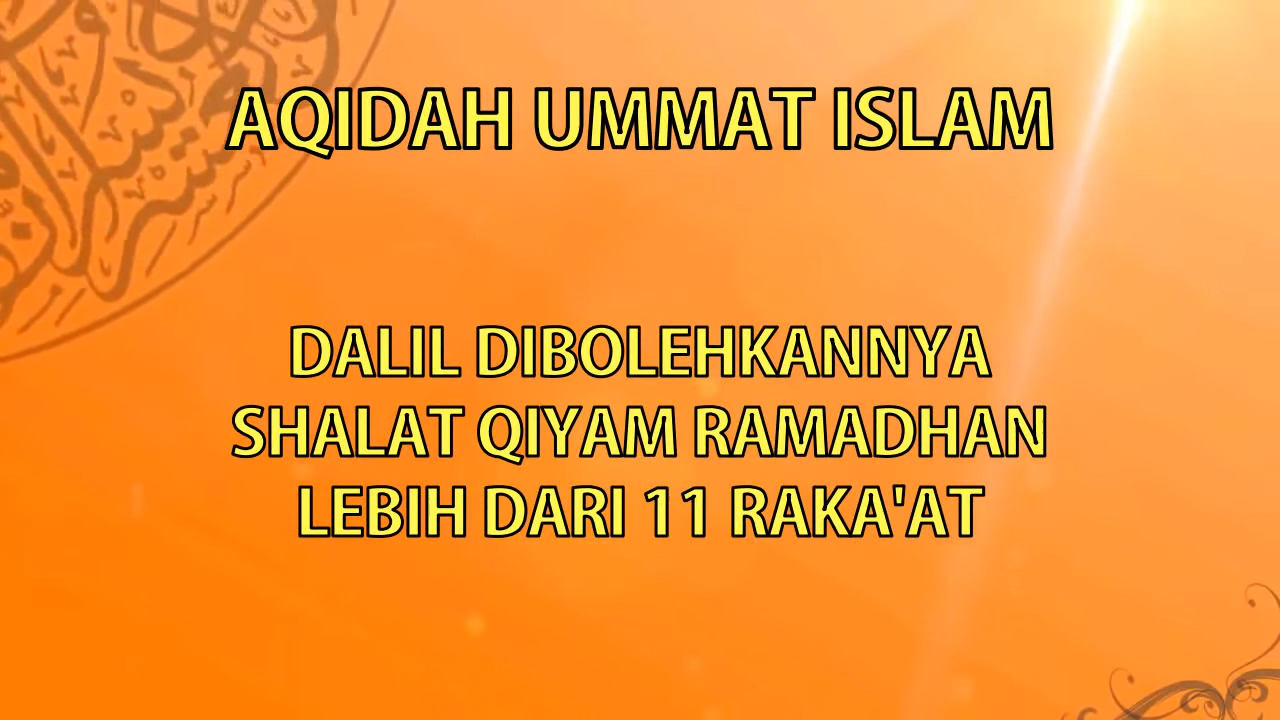 AQIDAH UMMAT ISLAM
DALIL DIBOLEHKANNYA
SHALAT QIYAM RAMADHAN
LEBIH DARI 11 RAKA'AT